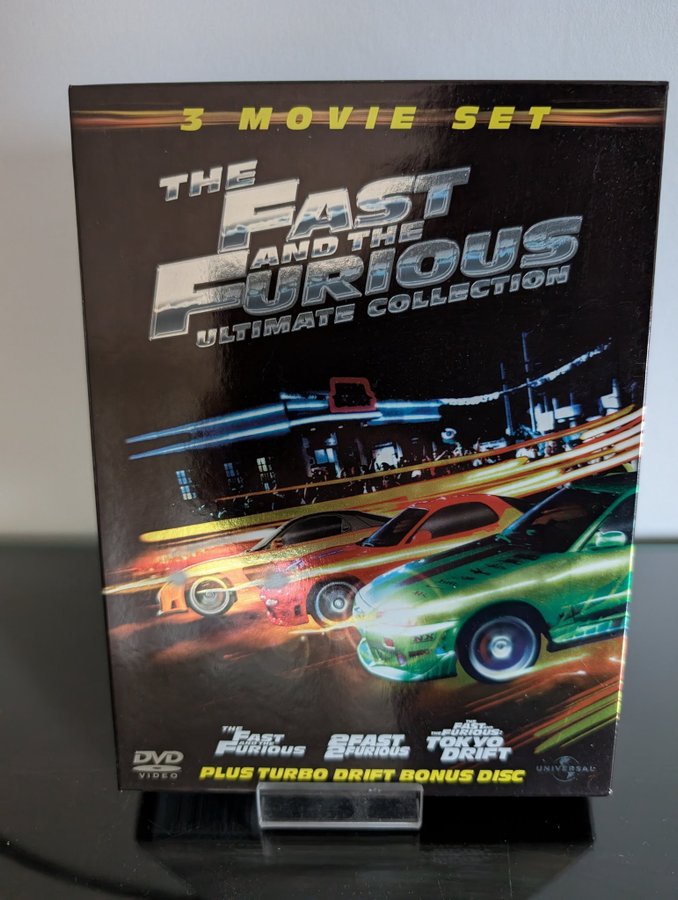 3 MOVIE SET
THE
FAST
AND THE
FURIOUS
ULTIMATE COLLECTION
THE FAST AND THE FURIOUS
2 FAST 2 FURIOUS
THE FAST AND THE FURIOUS: TOKYO DRIFT
DVD VIDEO
PLUS TURBO DRIFT BONUS DISC
UNIVERSAL